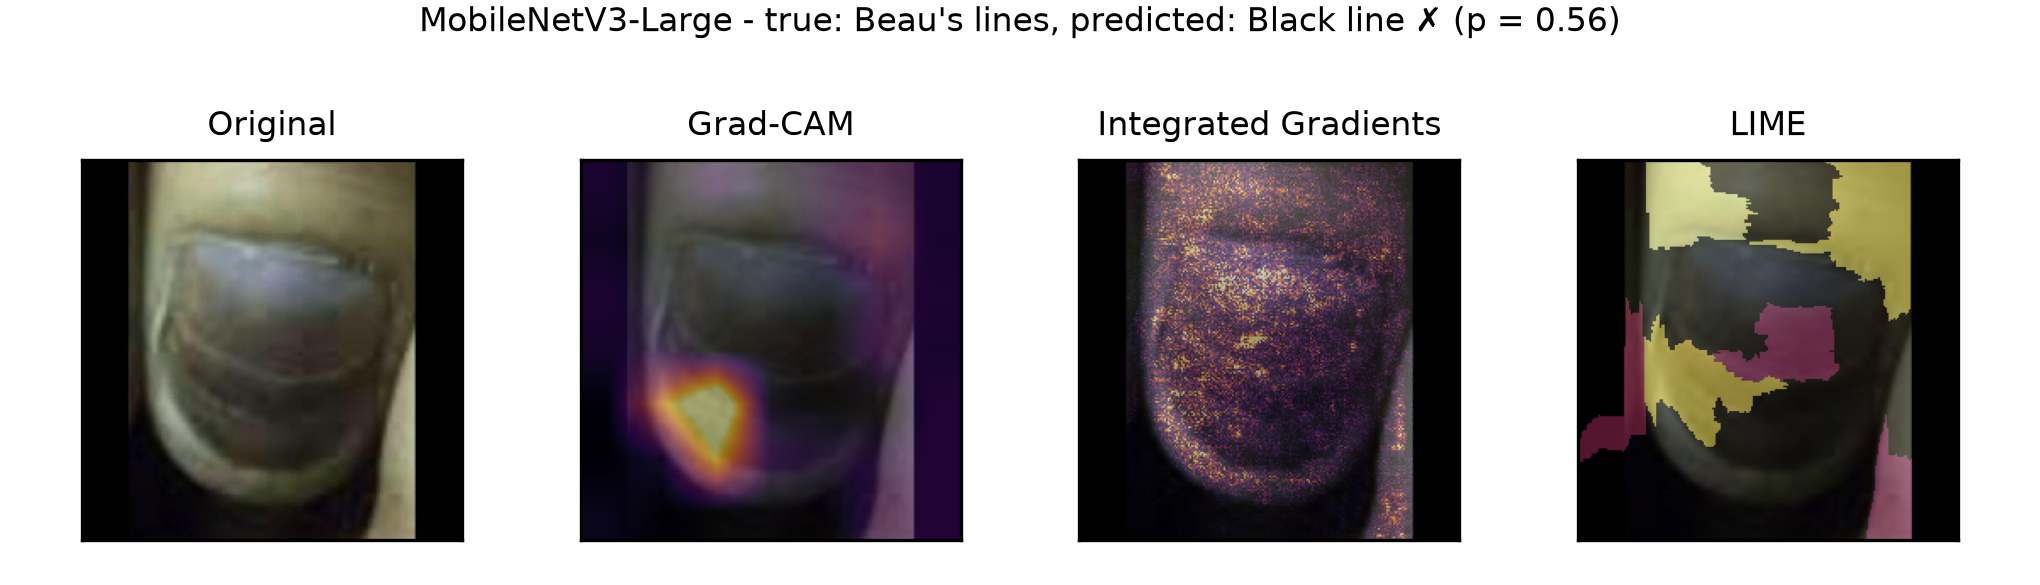 MobileNetV3-Large - true: Beau's lines, predicted: Black line ✗ (p = 0.56)
Original
Grad-CAM
Integrated Gradients
LIME